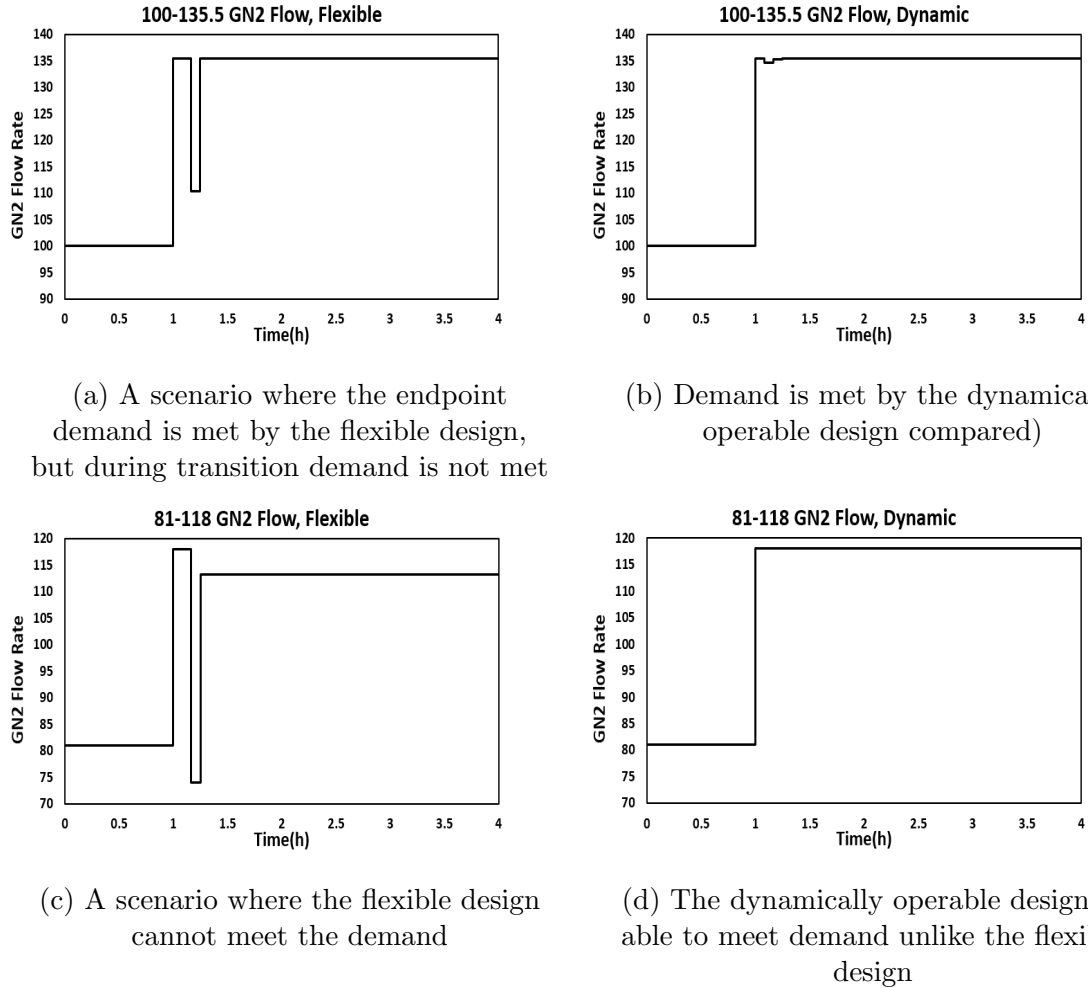 100-135.5 GN2 Flow, Flexible
140
135
130
125
120
115
110
105
100
95
90
GN2 Flow Rate
0 0.5 1 1.5 2 2.5 3 3.5 4
Time(h)
(a) A scenario where the endpoint
demand is met by the flexible design,
but during transition demand is not met
100-135.5 GN2 Flow, Dynamic
140
135
130
125
120
115
110
105
100
95
90
GN2 Flow Rate
0 0.5 1 1.5 2 2.5 3 3.5 4
Time(h)
(b) Demand is met by the dynamica
operable design compared)
81-118 GN2 Flow, Flexible
120
115
110
105
100
95
90
85
80
75
70
GN2 Flow Rate
0 0.5 1 1.5 2 2.5 3 3.5 4
Time(h)
(c) A scenario where the flexible design
cannot meet the demand
81-118 GN2 Flow, Dynamic
120
115
110
105
100
95
90
85
80
75
70
GN2 Flow Rate
0 0.5 1 1.5 2 2.5 3 3.5 4
Time(h)
(d) The dynamically operable design
able to meet demand unlike the flexi
design